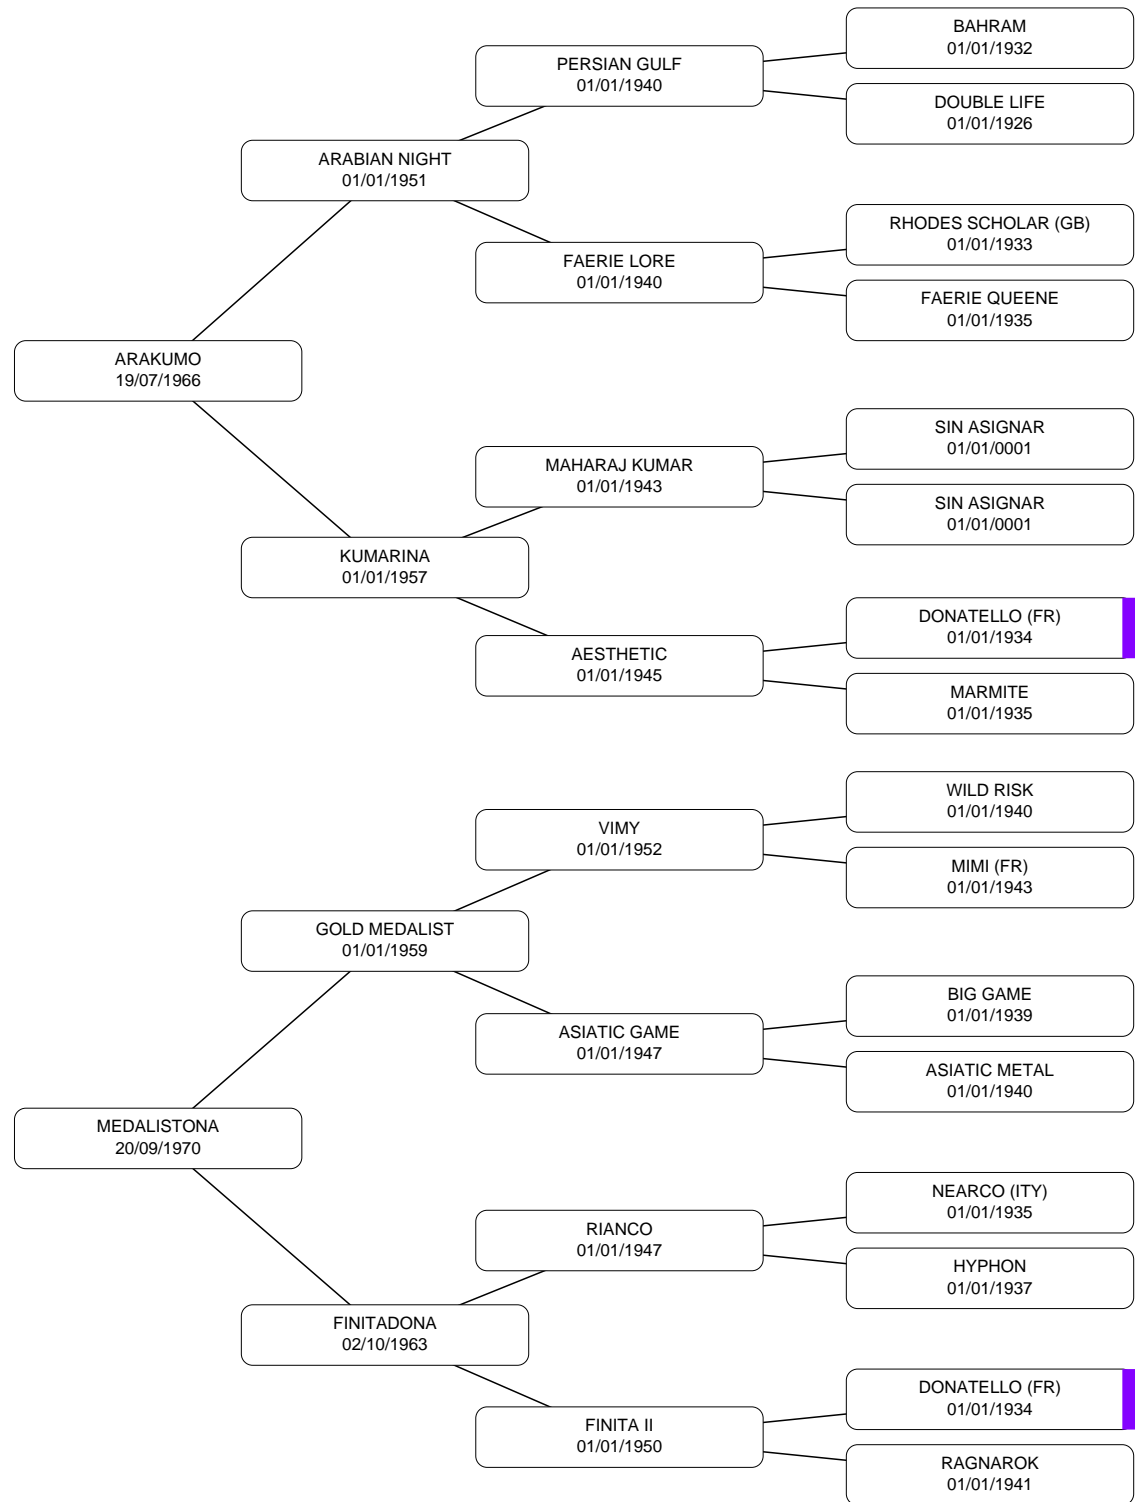 BAHRAM
01/01/1932
PERSIAN GULF
01/01/1940
DOUBLE LIFE
01/01/1926
ARABIAN NIGHT
01/01/1951
RHODES SCHOLAR (GB)
01/01/1933
FAERIE LORE
01/01/1940
FAERIE QUEENE
01/01/1935
ARAKUMO
19/07/1966
SIN ASIGNAR
01/01/0001
MAHARAJ KUMAR
01/01/1943
SIN ASIGNAR
01/01/0001
KUMARINA
01/01/1957
DONATELLO (FR)
01/01/1934
AESTHETIC
01/01/1945
MARMITE
01/01/1935
WILD RISK
01/01/1940
VIMY
01/01/1952
MIMI (FR)
01/01/1943
GOLD MEDALIST
01/01/1959
BIG GAME
01/01/1939
ASIATIC GAME
01/01/1947
ASIATIC METAL
01/01/1940
MEDALISTONA
20/09/1970
NEARCO (ITY)
01/01/1935
RIANCO
01/01/1947
HYPHON
01/01/1937
FINITADONA
02/10/1963
DONATELLO (FR)
01/01/1934
FINITA II
01/01/1950
RAGNAROK
01/01/1941